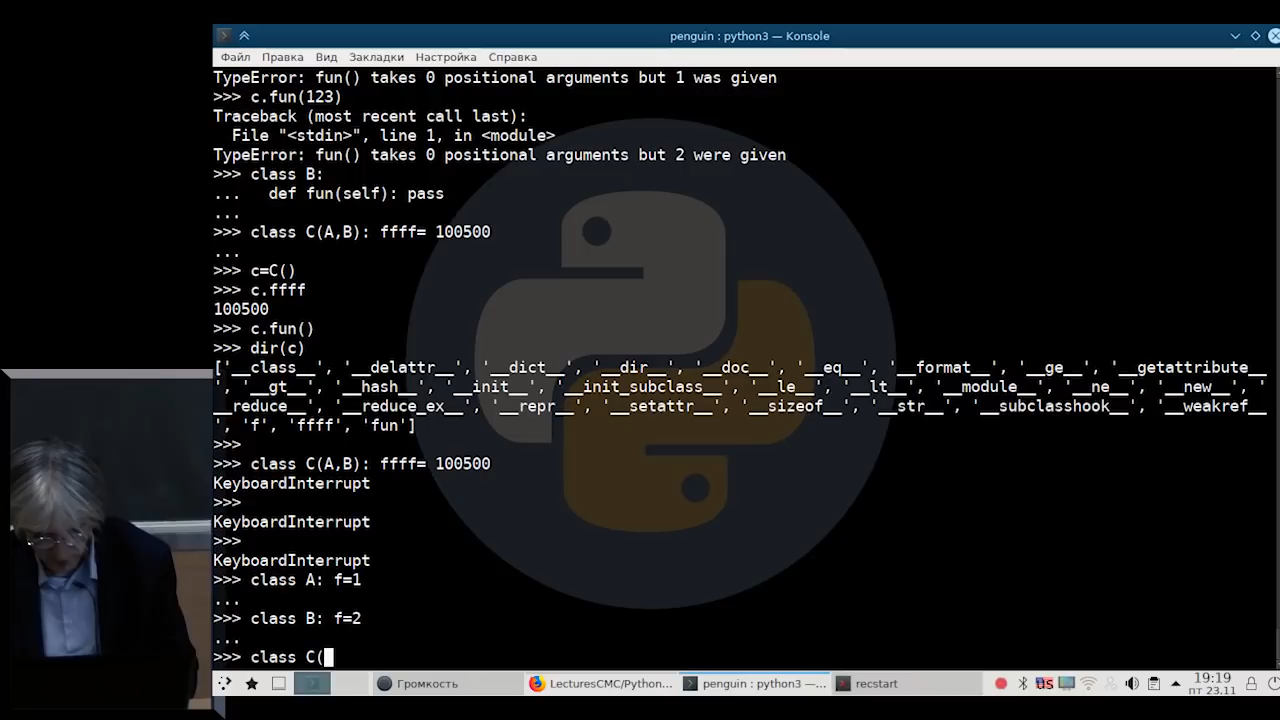 penguin : python3 — Konsole
Файл Правка Вид Закладки Настройка Справка
TypeError: fun() takes 0 positional arguments but 1 was given
>>> c.fun(123)
Traceback (most recent call last):
  File "<stdin>", line 1, in <module>
TypeError: fun() takes 0 positional arguments but 2 were given
>>> class B:
...   def fun(self): pass
...
>>> class C(A,B): ffff= 100500
...
>>> c=C()
>>> c.ffff
100500
>>> c.fun()
>>> dir(c)
['__class__', '__delattr__', '__dict__', '__dir__', '__doc__', '__eq__', '__format__', '__ge__', '__getattribute__
', '__gt__', '__hash__', '__init__', '__init_subclass__', '__le__', '__lt__', '__module__', '__ne__', '__new__', '
__reduce__', '__reduce_ex__', '__repr__', '__setattr__', '__sizeof__', '__str__', '__subclasshook__', '__weakref__
', 'f', 'ffff', 'fun']
>>>
>>> class C(A,B): ffff= 100500
KeyboardInterrupt
>>>
KeyboardInterrupt
>>>
KeyboardInterrupt
>>> class A: f=1
...
>>> class B: f=2
...
>>> class C(
Громкость LecturesCMC/Python... penguin : python3 —... recstart us 19:19
пт 23.11